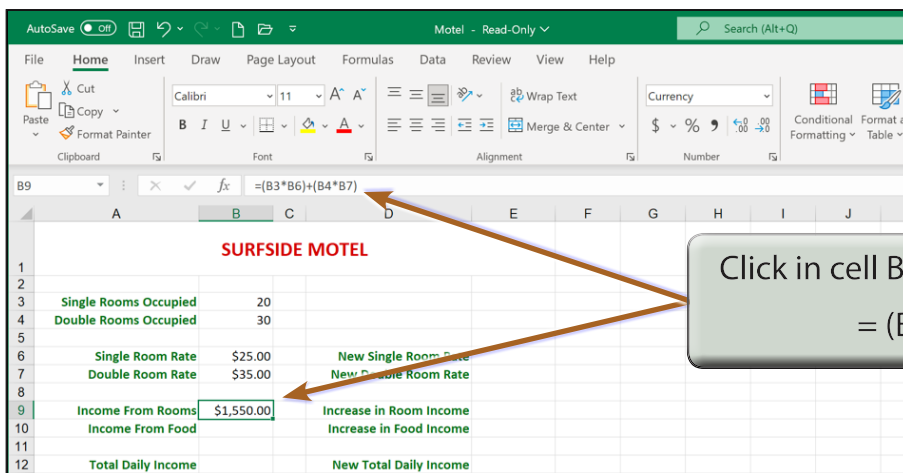 AutoSave Off Motel - Read-Only Search (Alt+Q)
File Home Insert Draw Page Layout Formulas Data Review View Help
Paste Cut Copy Format Painter
Calibri 11 A A
B I U A
Wrap Text
Merge & Center
Currency
$ % 9 .00 .00
Conditional Formatting
Format a
Table
Clipboard Font Alignment Number
B9 fx =(B3*B6)+(B4*B7)
A B C D E F G H I J
1 SURFSIDE MOTEL
2
3 Single Rooms Occupied 20
4 Double Rooms Occupied 30
5
6 Single Room Rate $25.00 New Single Room Rate
7 Double Room Rate $35.00 New Double Room Rate
8
9 Income From Rooms $1,550.00 Increase in Room Income
10 Income From Food Increase in Food Income
11
12 Total Daily Income New Total Daily Income
Click in cell B
= (